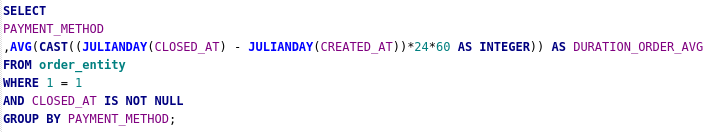 SELECT
PAYMENT_METHOD
,AVG(CAST((JULIANDAY(CLOSED_AT) - JULIANDAY(CREATED_AT))*24*60 AS INTEGER)) AS DURATION_ORDER_AVG
FROM order_entity
WHERE 1 = 1
AND CLOSED_AT IS NOT NULL
GROUP BY PAYMENT_METHOD;